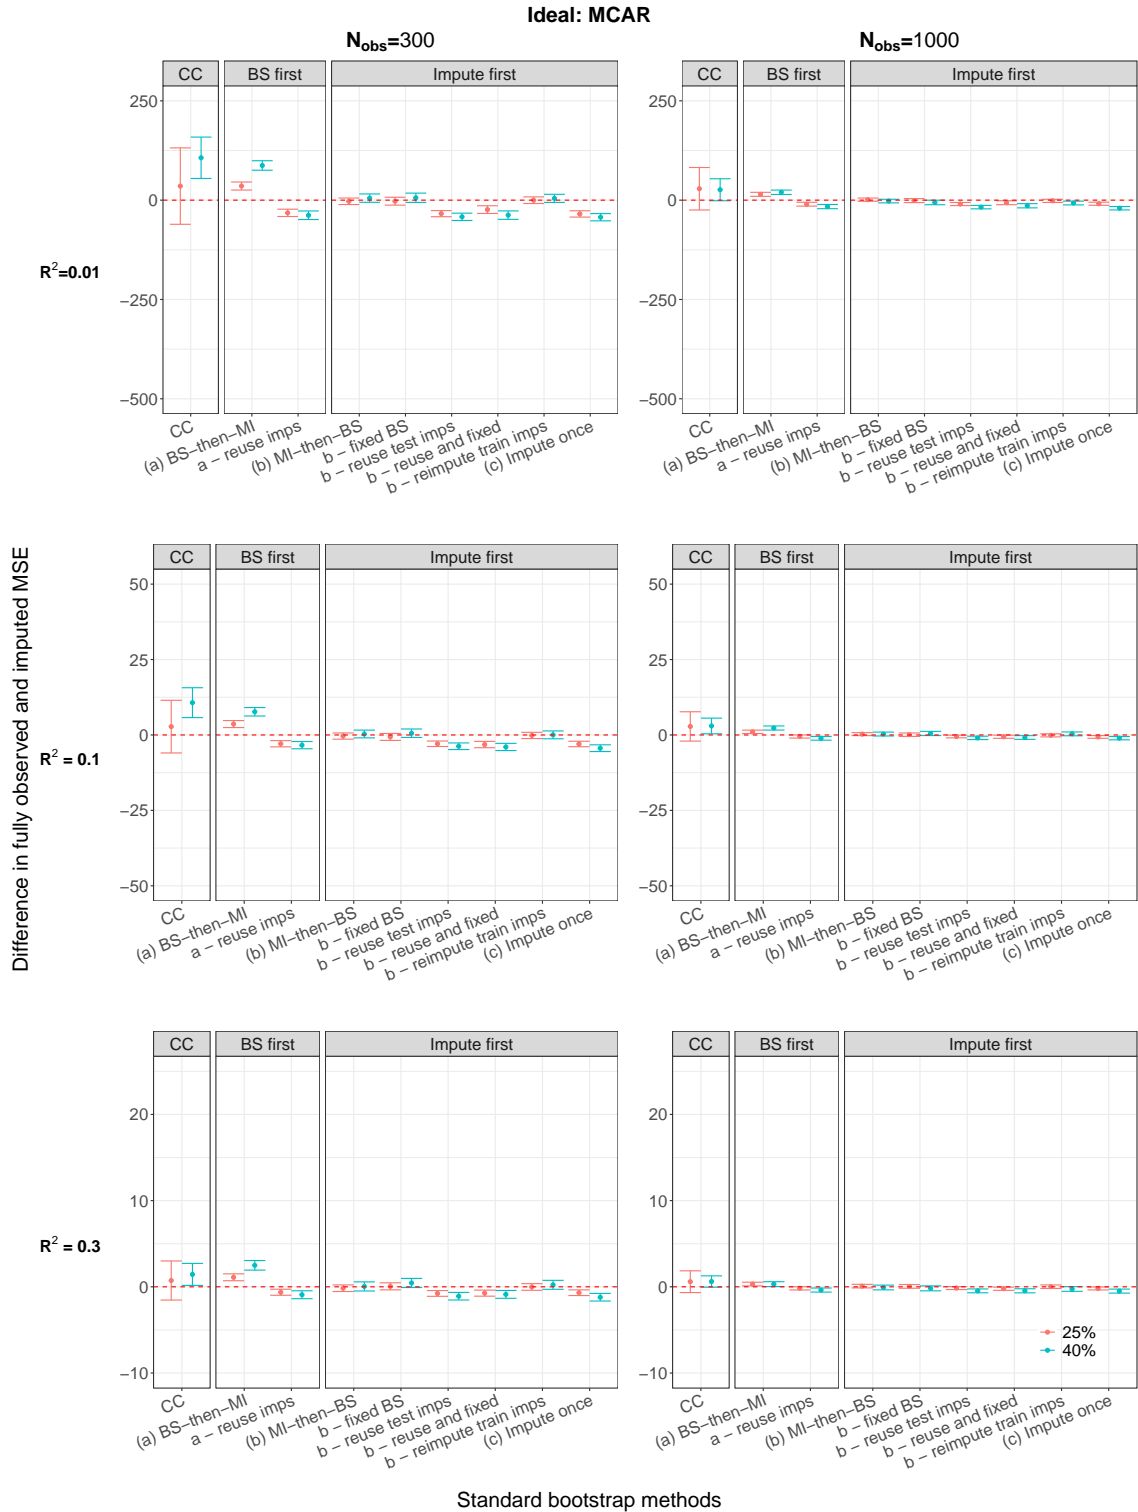 Ideal: MCAR
Nobs=300 Nobs=1000
CC BS first Impute first CC BS first Impute first
250 250
0 0
R²=0.01
−250 −250
−500 −500
CC (a) BS−then−MI a − reuse imps (b) MI−then−BS b − fixed BS b − reuse test imps b − reuse and fixed b − reimpute train imps (c) Impute once
CC (a) BS−then−MI a − reuse imps (b) MI−then−BS b − fixed BS b − reuse test imps b − reuse and fixed b − reimpute train imps (c) Impute once
Difference in fully observed and imputed MSE
CC BS first Impute first CC BS first Impute first
50 50
25 25
R² = 0.1
0 0
−25 −25
−50 −50
CC (a) BS−then−MI a − reuse imps (b) MI−then−BS b − fixed BS b − reuse test imps b − reuse and fixed b − reimpute train imps (c) Impute once
CC (a) BS−then−MI a − reuse imps (b) MI−then−BS b − fixed BS b − reuse test imps b − reuse and fixed b − reimpute train imps (c) Impute once
CC BS first Impute first CC BS first Impute first
20 20
10 10
R² = 0.3
0 0
25%
40%
−10 −10
CC (a) BS−then−MI a − reuse imps (b) MI−then−BS b − fixed BS b − reuse test imps b − reuse and fixed b − reimpute train imps (c) Impute once
CC (a) BS−then−MI a − reuse imps (b) MI−then−BS b − fixed BS b − reuse test imps b − reuse and fixed b − reimpute train imps (c) Impute once
Standard bootstrap methods